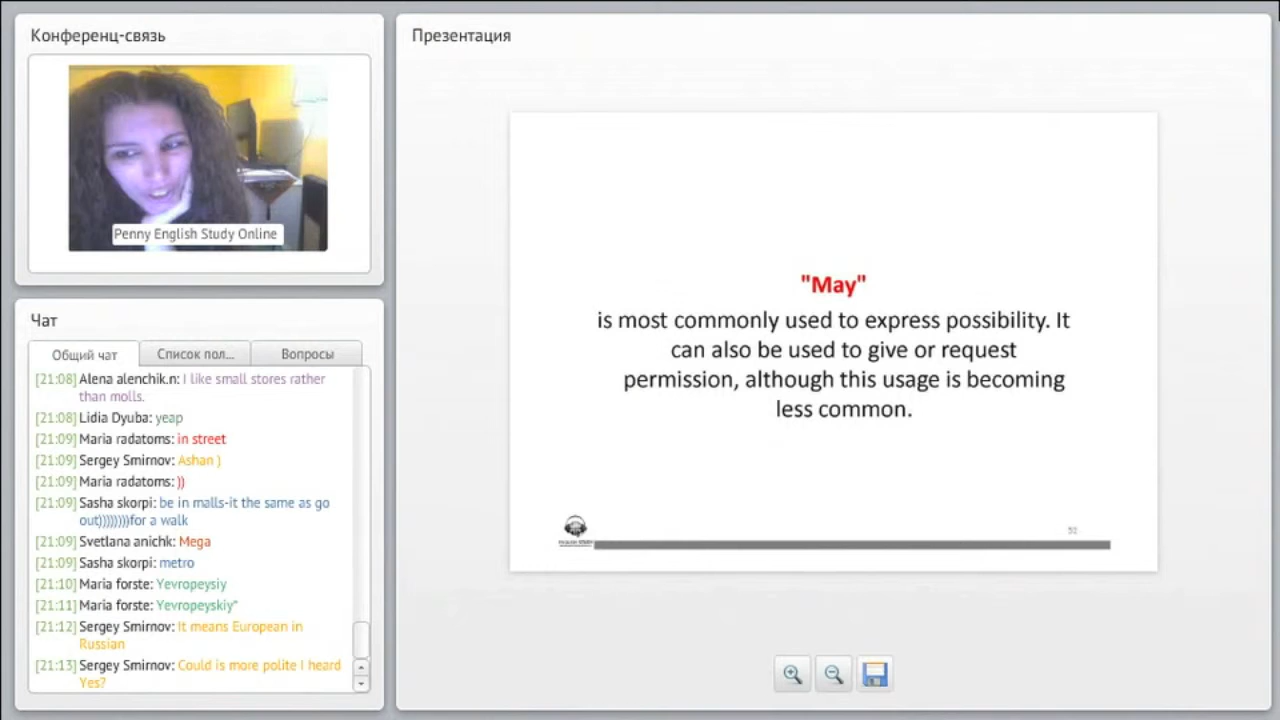 Конференц-связь
Penny English Study Online
Чат
Общий чат
Список пол...
Вопросы
[21:08] Alena alenchik.n: I like small stores rather
than molls.
[21:08] Lidia Dyuba: yeap
[21:09] Maria radatoms: in street
[21:09] Sergey Smirnov: Ashan )
[21:09] Maria radatoms: ))
[21:09] Sasha skorpi: be in malls-it the same as go
out))))))))for a walk
[21:09] Svetlana anichk: Mega
[21:09] Sasha skorpi: metro
[21:10] Maria forste: Yevropeysiy
[21:11] Maria forste: Yevropeyskiy*
[21:12] Sergey Smirnov: It means European in
Russian
[21:13] Sergey Smirnov: Could is more polite I heard
Yes?
Презентация
"May"
is most commonly used to express possibility. It
can also be used to give or request
permission, although this usage is becoming
less common.